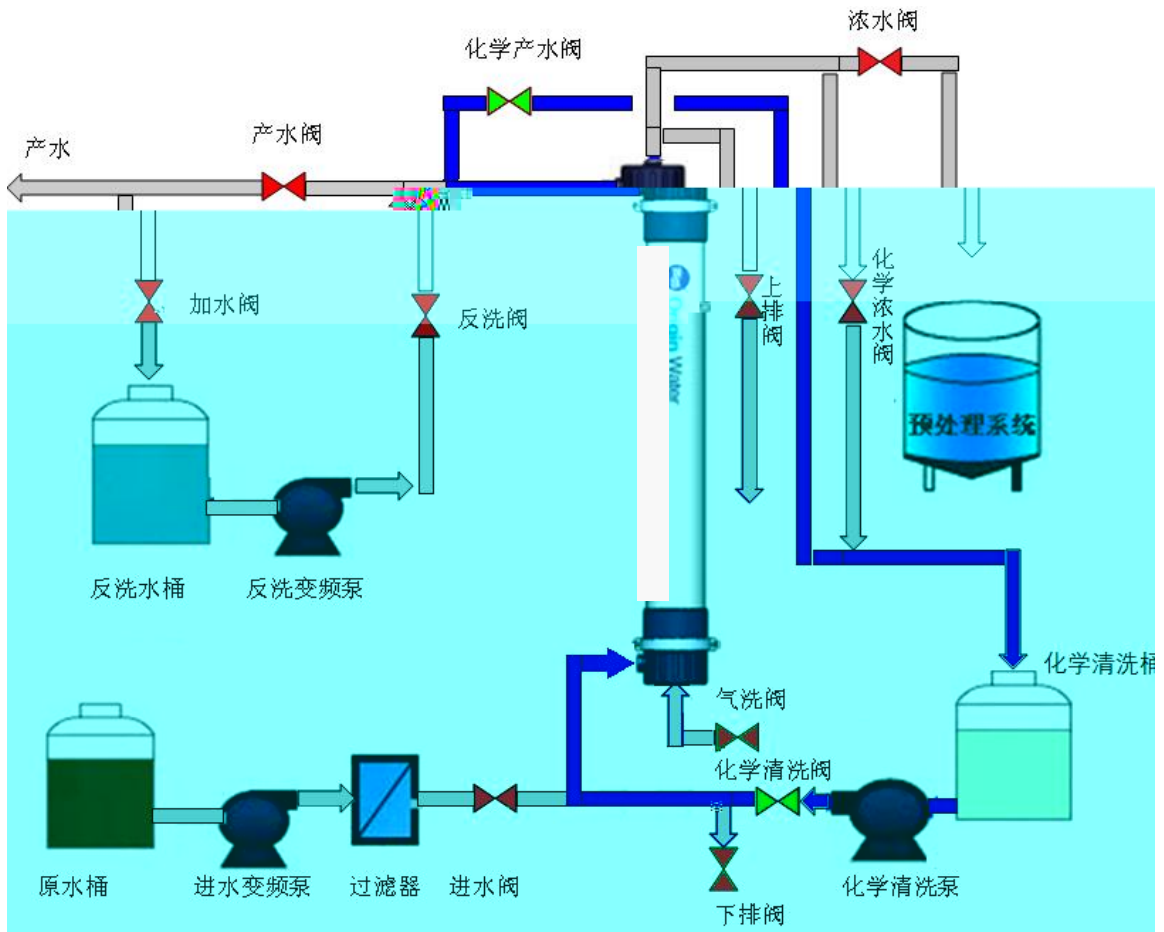 浓水阀
化学产水阀
产水阀
产水
加水阀
反洗阀
上排阀
化学浓水阀
Water
预处理系统
反洗水桶
反洗变频泵
化学清洗桶
气洗阀
化学清洗阀
原水桶
进水变频泵
过滤器
进水阀
化学清洗泵
下排阀